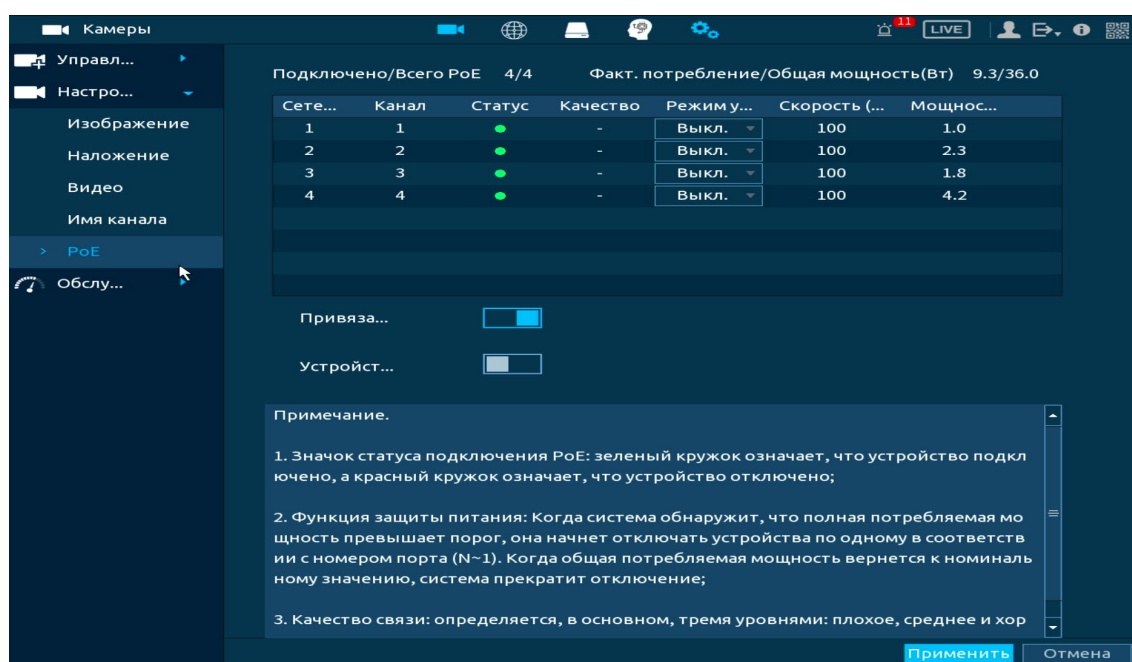 Камеры
11
LIVE
Управл...
Настро...
Изображение
Наложение
Видео
Имя канала
> PoE
Обслу...
Подключено/Всего PoE 4/4 Факт. потребление/Общая мощность(Вт) 9.3/36.0
Сете... Канал Статус Качество Режим у... Скорость (... Мощнос...
1 1 - Выкл. 100 1.0
2 2 - Выкл. 100 2.3
3 3 - Выкл. 100 1.8
4 4 - Выкл. 100 4.2
Привяза...
Устройст...
Примечание.
1. Значок статуса подключения PoE: зеленый кружок означает, что устройство подкл
ючено, а красный кружок означает, что устройство отключено;
2. Функция защиты питания: Когда система обнаружит, что полная потребляемая мо
щность превышает порог, она начнет отключать устройства по одному в соответств
ии с номером порта (N~1). Когда общая потребляемая мощность вернется к номиналь
ному значению, система прекратит отключение;
3. Качество связи: определяется, в основном, тремя уровнями: плохое, среднее и хор
Применить Отмена